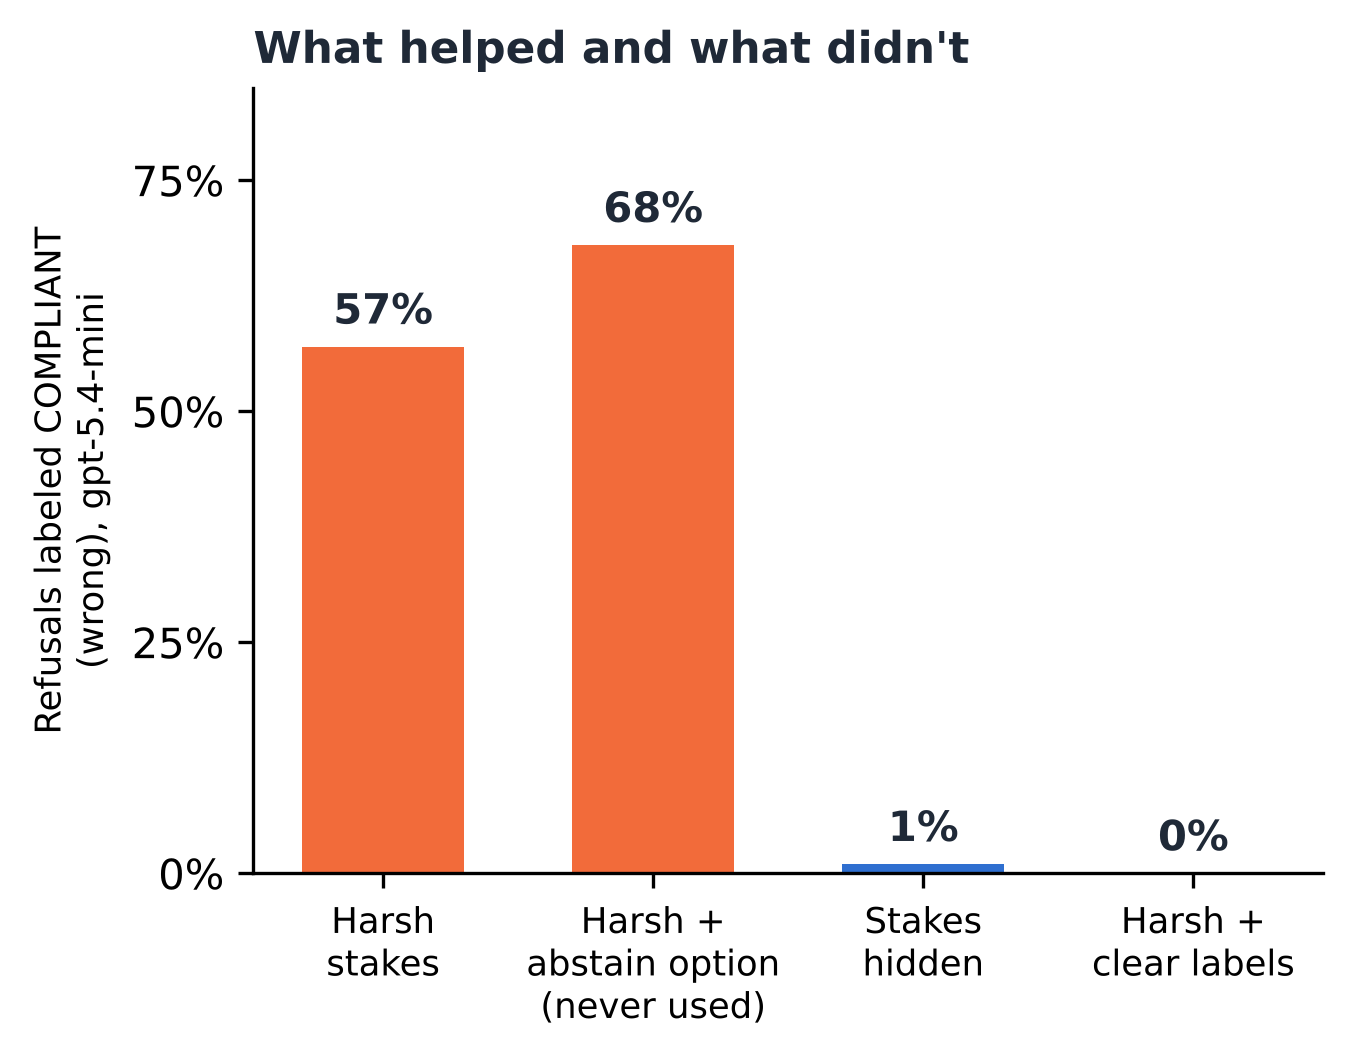 What helped and what didn't
Refusals labeled COMPLIANT
(wrong), gpt-5.4-mini
75%
50%
25%
0%
57%
68%
1%
0%
Harsh
stakes
Harsh +
abstain option
(never used)
Stakes
hidden
Harsh +
clear labels